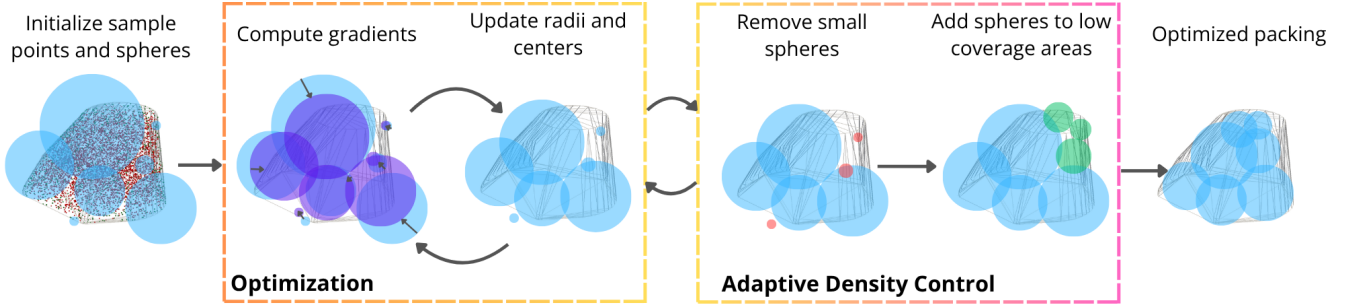 Initialize sample
points and spheres
Compute gradients
Update radii and
centers
Optimization
Remove small
spheres
Add spheres to low
coverage areas
Adaptive Density Control
Optimized packing